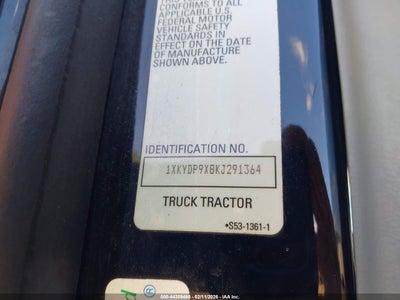 CONFORMS TO ALL
APPLICABLE U.S.
FEDERAL MOTOR
VEHICLE SAFETY
STANDARDS IN
EFFECT ON THE DATE
OF MANUFACTURE
SHOWN ABOVE.
IDENTIFICATION NO.
1XKYDP9X8KJ291364
TRUCK TRACTOR
*S53-1361-1
®